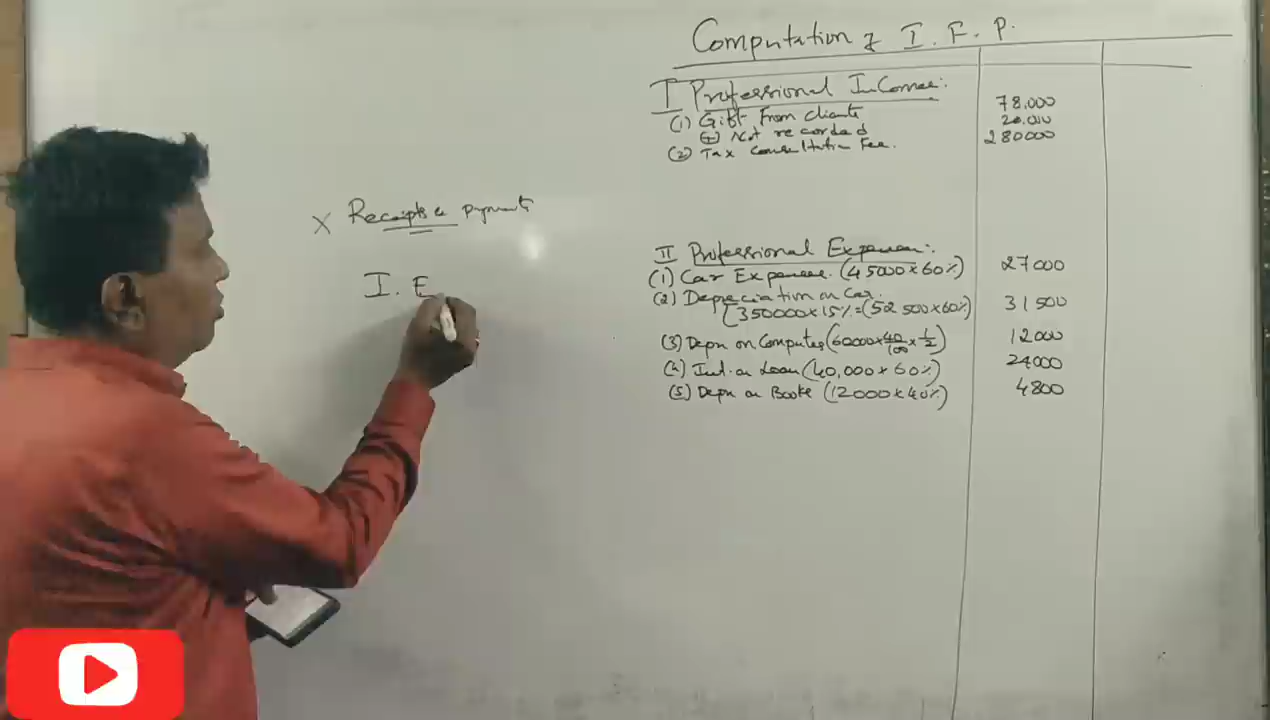 Computation of I. F. P.
I Professional Income:
(1) Gift From clients 78,000
(+) Not recorded 20,000
(2) Tax Consultation Fee. 280000
X Receipts & payments
I. E
II Professional Expenses:
(1) Car Expenses. (45000 x 60%) 27000
(2) Depreciation on Car.
[350000 x 15% = (52500 x 60%) 31500
(3) Depn on Computer (60000 x 40/100 x 1/2) 12000
(4) Int. on Loan (40,000 x 60%) 24000
(5) Depn on Books (12000 x 40%) 4800